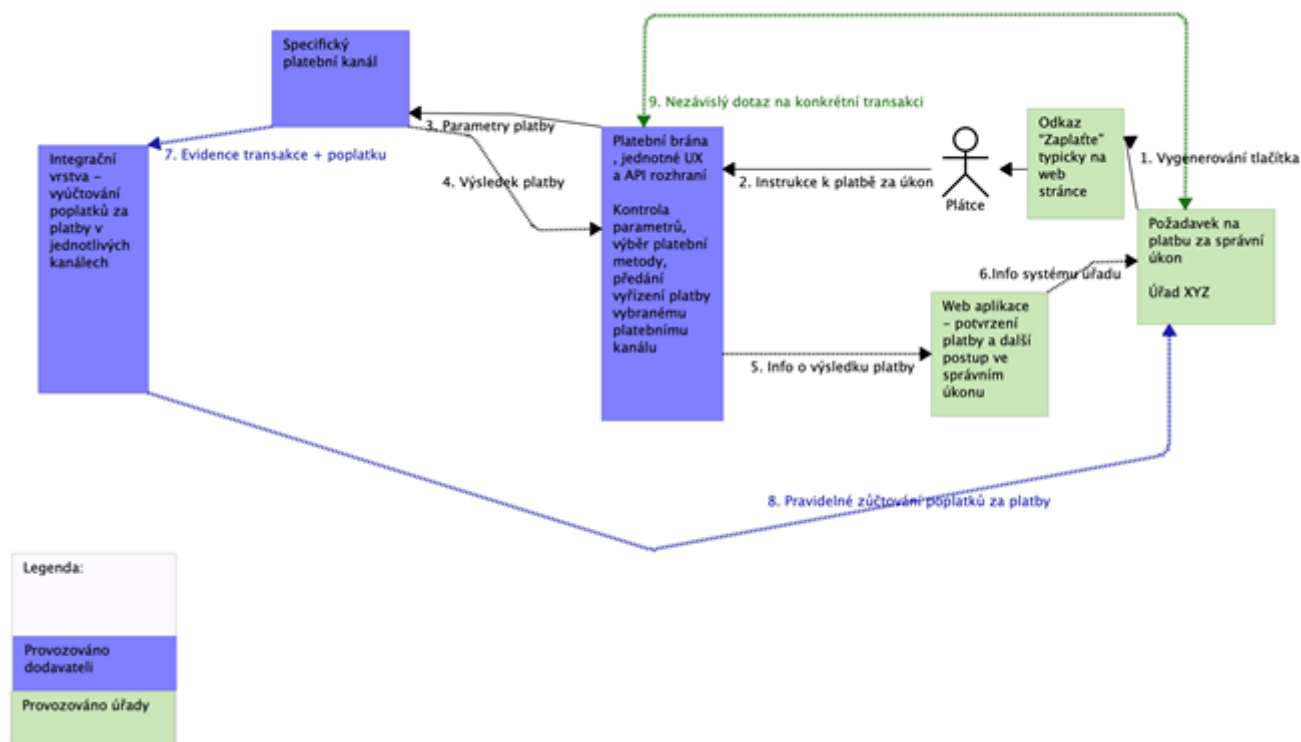 Specifický
platební kanál
9. Nezávislý dotaz na konkrétní transakci
3. Parametry platby
7. Evidence transakce + poplatku
4. Výsledek platby
Integrační
vrstva –
vyúčtování
poplatků za
platby v
jednotlivých
kanálech
Platební brána
, jednotné UX
a API rozhraní
Kontrola
parametrů,
výběr platební
metody,
předání
vyřízení platby
vybranému
platebnímu
kanálu
2. Instrukce k platbě za úkon
Plátce
Odkaz
"Zaplaťte"
typicky na
web
stránce
1. Vygenerování tlačítka
Požadavek na
platbu za správní
úkon
Úřad XYZ
6.Info systému úřadu
Web aplikace
– potvrzení
platby a další
postup ve
správním
úkonu
5. Info o výsledku platby
8. Pravidelné zúčtování poplatků za platby
Legenda:
Provozováno
dodavateli
Provozováno úřady